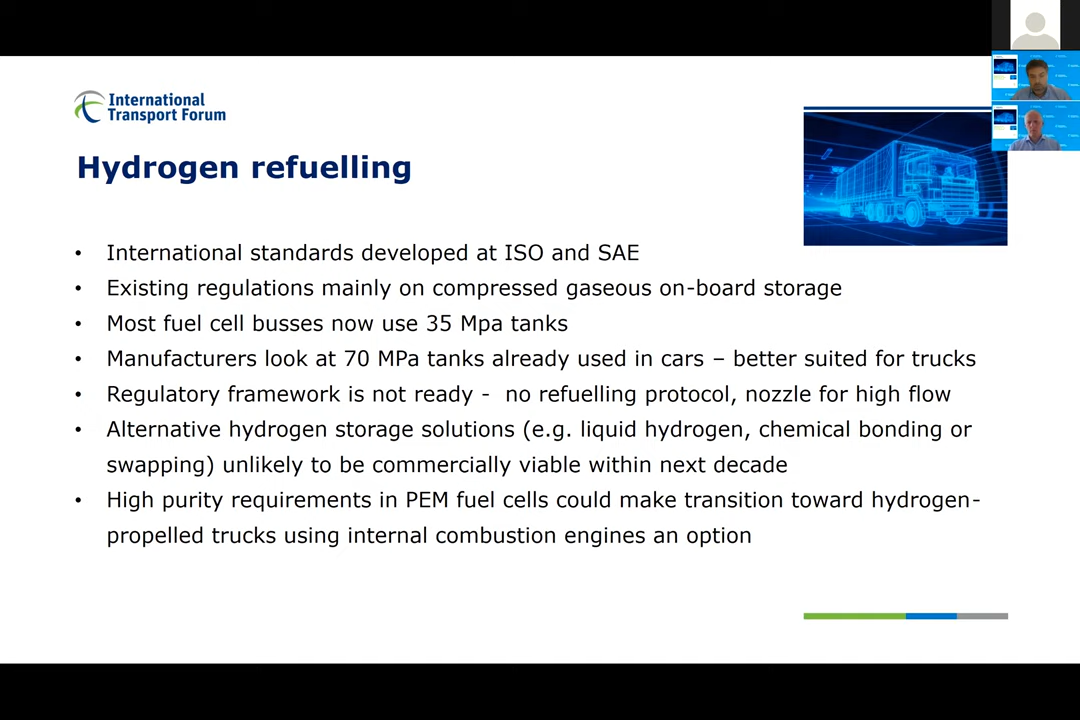 International
Transport Forum
Hydrogen refuelling
• International standards developed at ISO and SAE
• Existing regulations mainly on compressed gaseous on-board storage
• Most fuel cell busses now use 35 Mpa tanks
• Manufacturers look at 70 MPa tanks already used in cars – better suited for trucks
• Regulatory framework is not ready -  no refuelling protocol, nozzle for high flow
• Alternative hydrogen storage solutions (e.g. liquid hydrogen, chemical bonding or
swapping) unlikely to be commercially viable within next decade
• High purity requirements in PEM fuel cells could make transition toward hydrogen-
propelled trucks using internal combustion engines an option